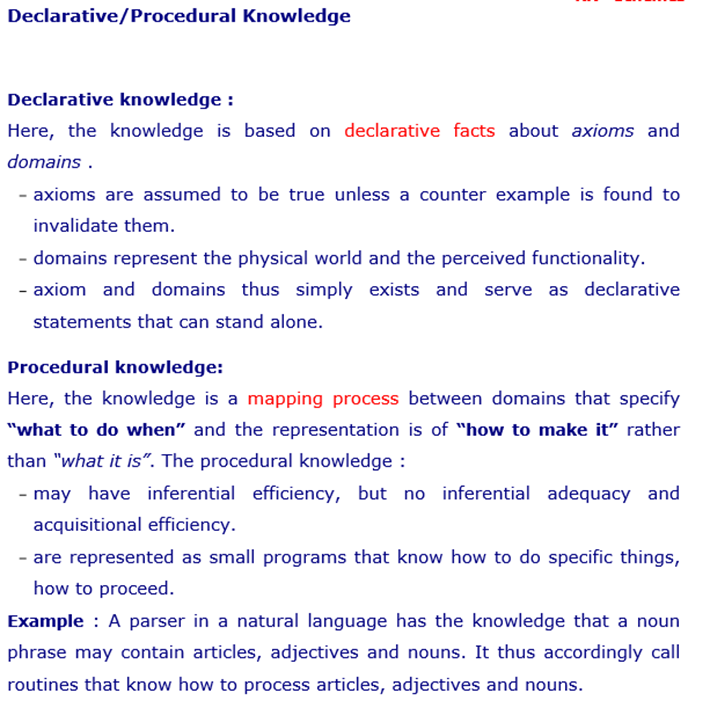 Declarative/Procedural Knowledge
Declarative knowledge :
Here, the knowledge is based on declarative facts about axioms and
domains .
– axioms are assumed to be true unless a counter example is found to
invalidate them.
– domains represent the physical world and the perceived functionality.
– axiom and domains thus simply exists and serve as declarative
statements that can stand alone.
Procedural knowledge:
Here, the knowledge is a mapping process between domains that specify
“what to do when” and the representation is of “how to make it” rather
than “what it is”. The procedural knowledge :
– may have inferential efficiency, but no inferential adequacy and
acquisitional efficiency.
– are represented as small programs that know how to do specific things,
how to proceed.
Example : A parser in a natural language has the knowledge that a noun
phrase may contain articles, adjectives and nouns. It thus accordingly call
routines that know how to process articles, adjectives and nouns.